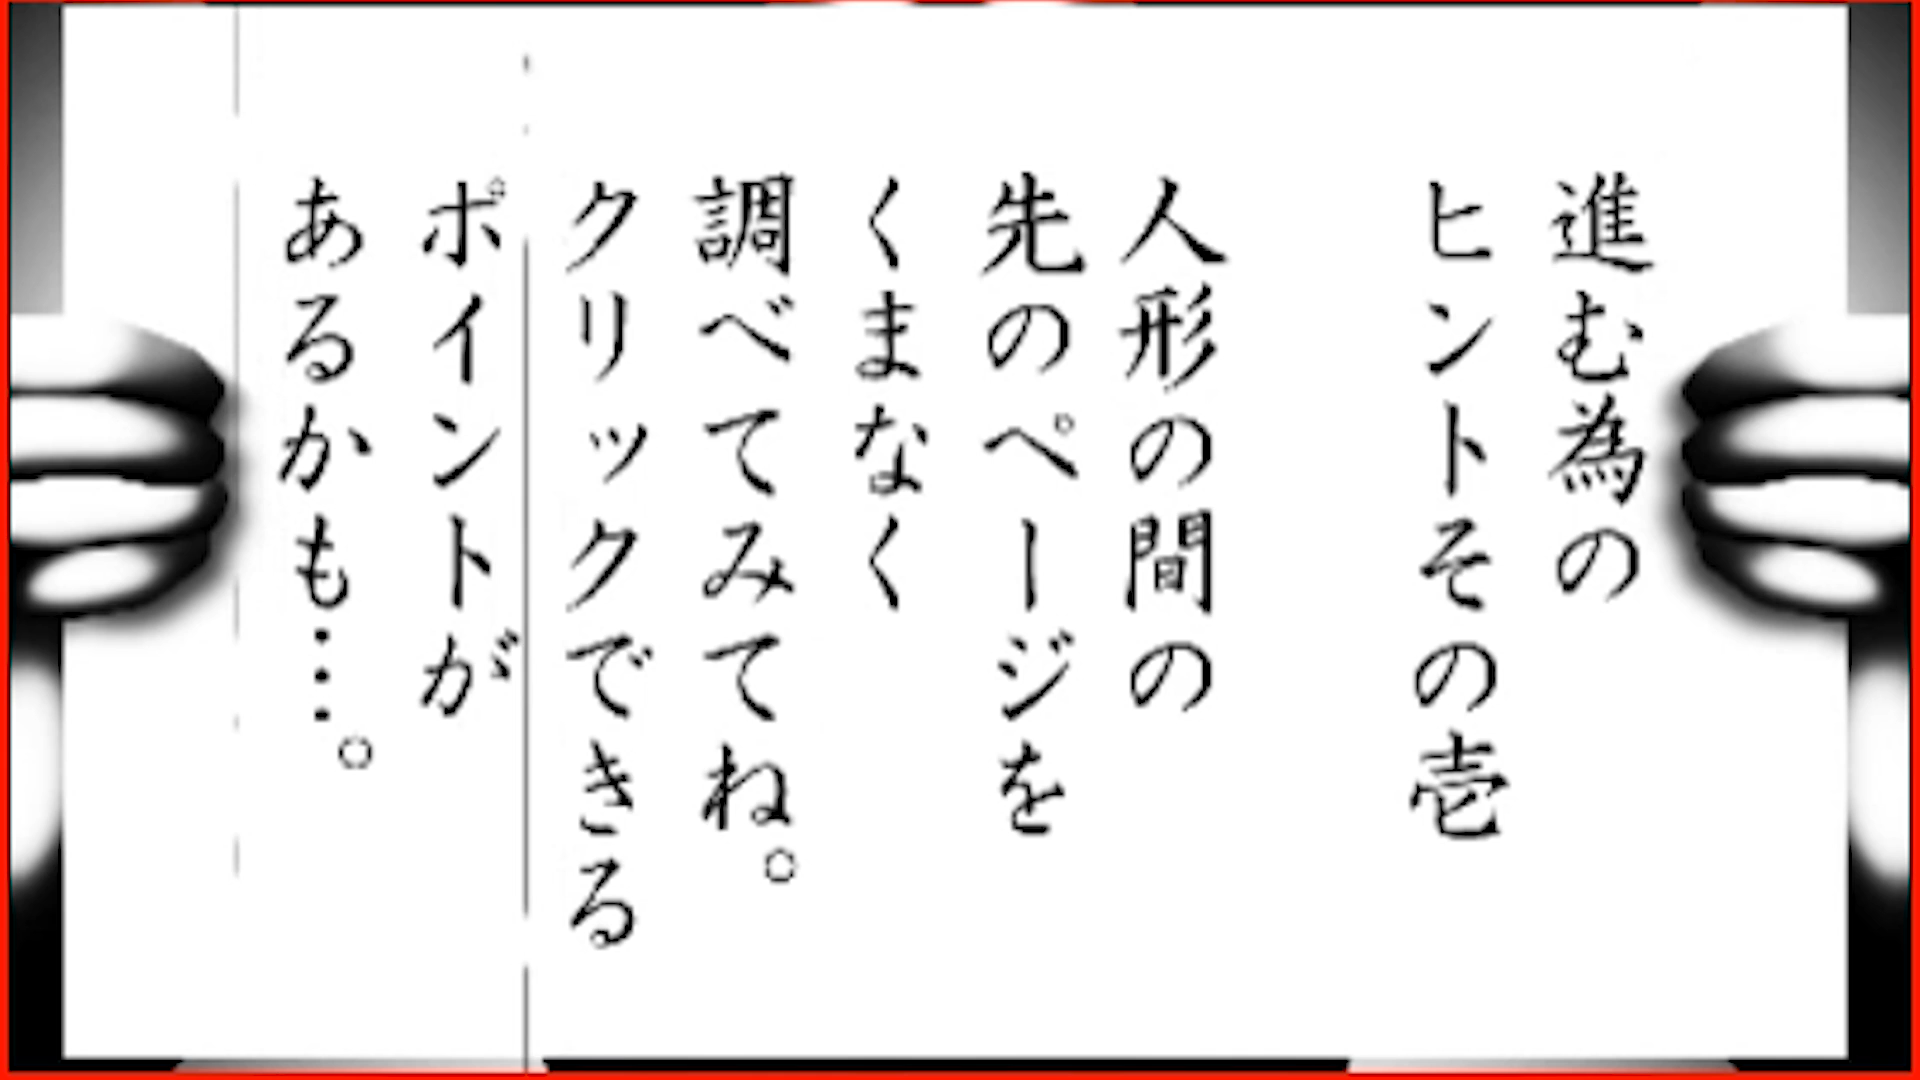 進む為の
ヒントその壱
人形の間の
先のページを
くまなく
調べてみてね。
クリックできる
ポイントが
あるかも…。